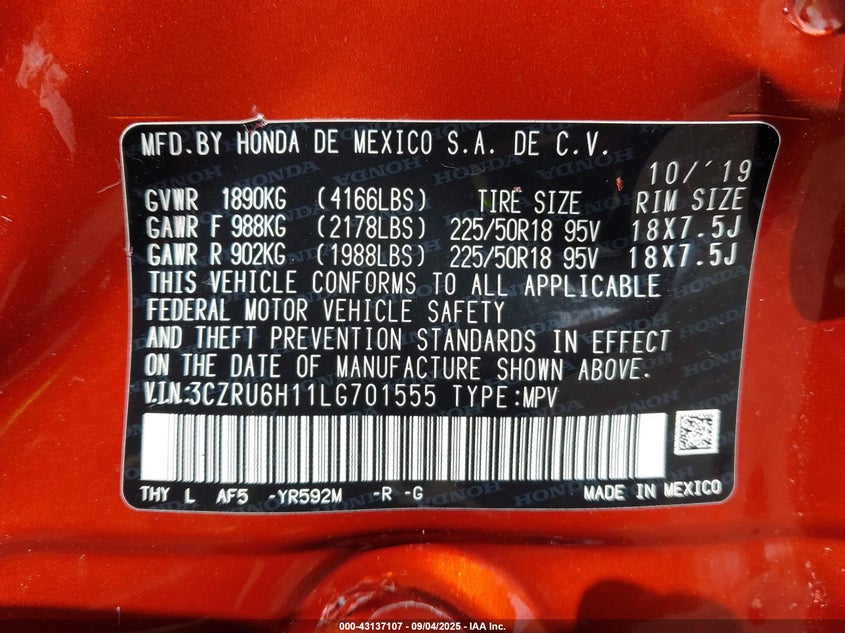 MFD.BY HONDA DE MEXICO S.A. DE C.V.
10/'19
GVWR 1890KG (4166LBS) TIRE SIZE RIM SIZE
GAWR F 988KG (2178LBS) 225/50R18 95V 18X7.5J
GAWR R 902KG (1988LBS) 225/50R18 95V 18X7.5J
THIS VEHICLE CONFORMS TO ALL APPLICABLE
FEDERAL MOTOR VEHICLE SAFETY
AND THEFT PREVENTION STANDARDS IN EFFECT
ON THE DATE OF MANUFACTURE SHOWN ABOVE.
V.I.N:3CZRU6H11LG701555 TYPE:MPV
THY L AF5 -YR592M -R -G MADE IN MEXICO
000-43137107 - 09/04/2025 - IAA Inc.